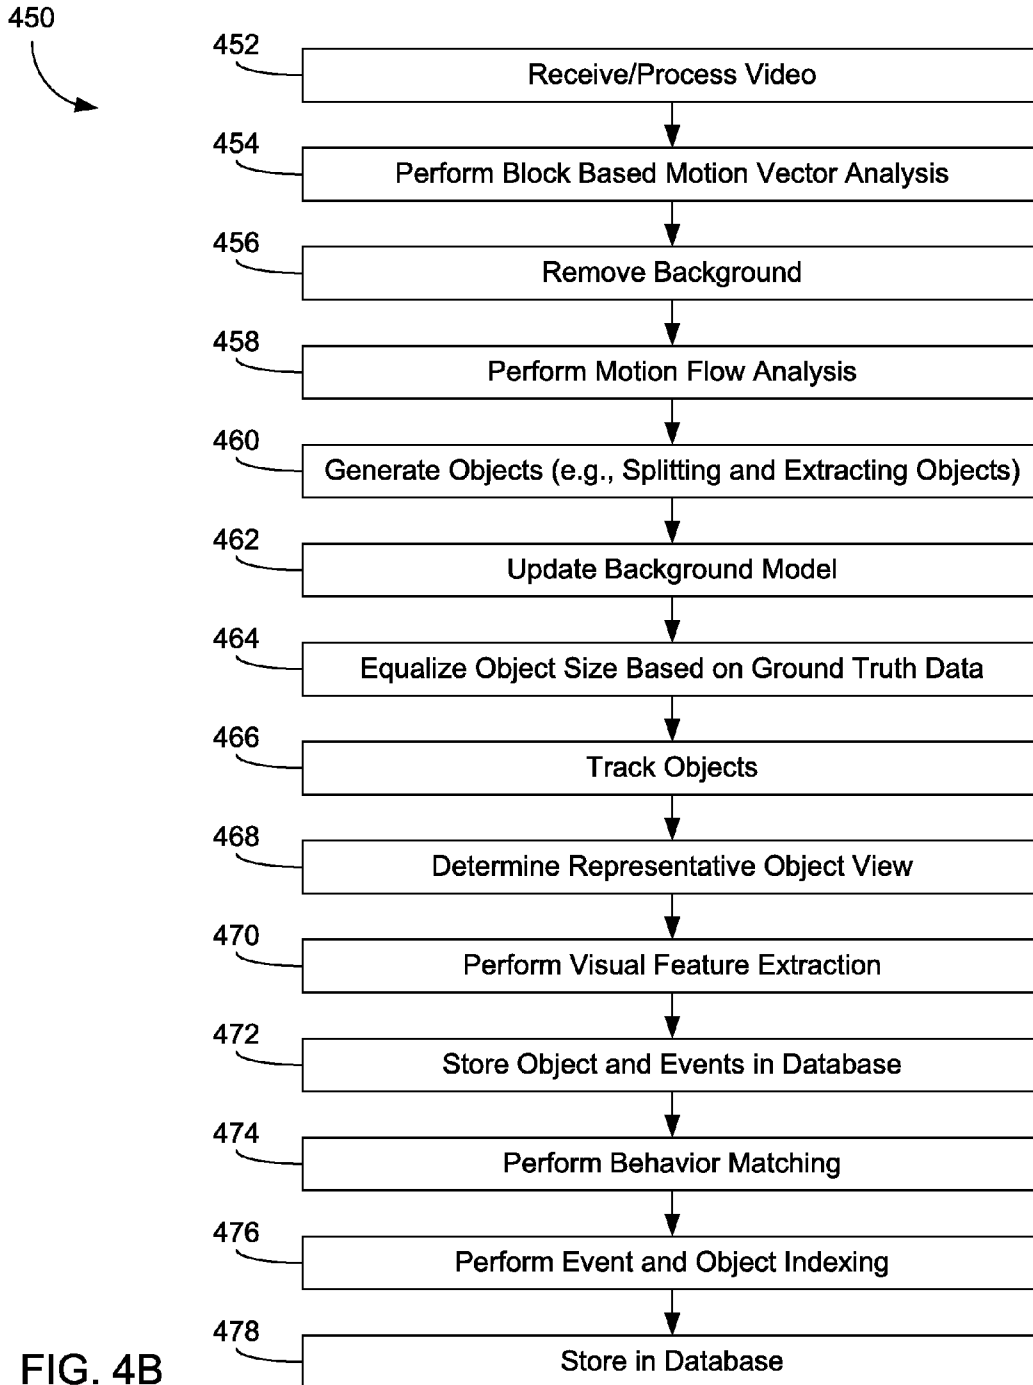 450
452
Receive/Process Video
454
Perform Block Based Motion Vector Analysis
456
Remove Background
458
Perform Motion Flow Analysis
460
Generate Objects (e.g., Splitting and Extracting Objects)
462
Update Background Model
464
Equalize Object Size Based on Ground Truth Data
466
Track Objects
468
Determine Representative Object View
470
Perform Visual Feature Extraction
472
Store Object and Events in Database
474
Perform Behavior Matching
476
Perform Event and Object Indexing
478
Store in Database
FIG. 4B